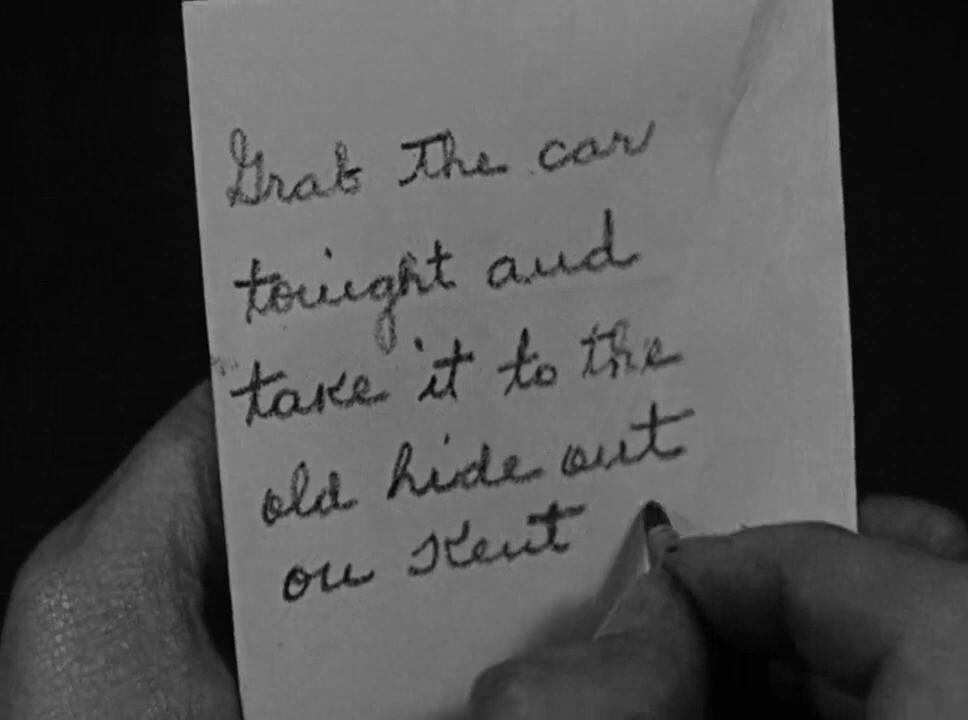 Grab The car
tonight and
take it to the
old hide out
on Kent